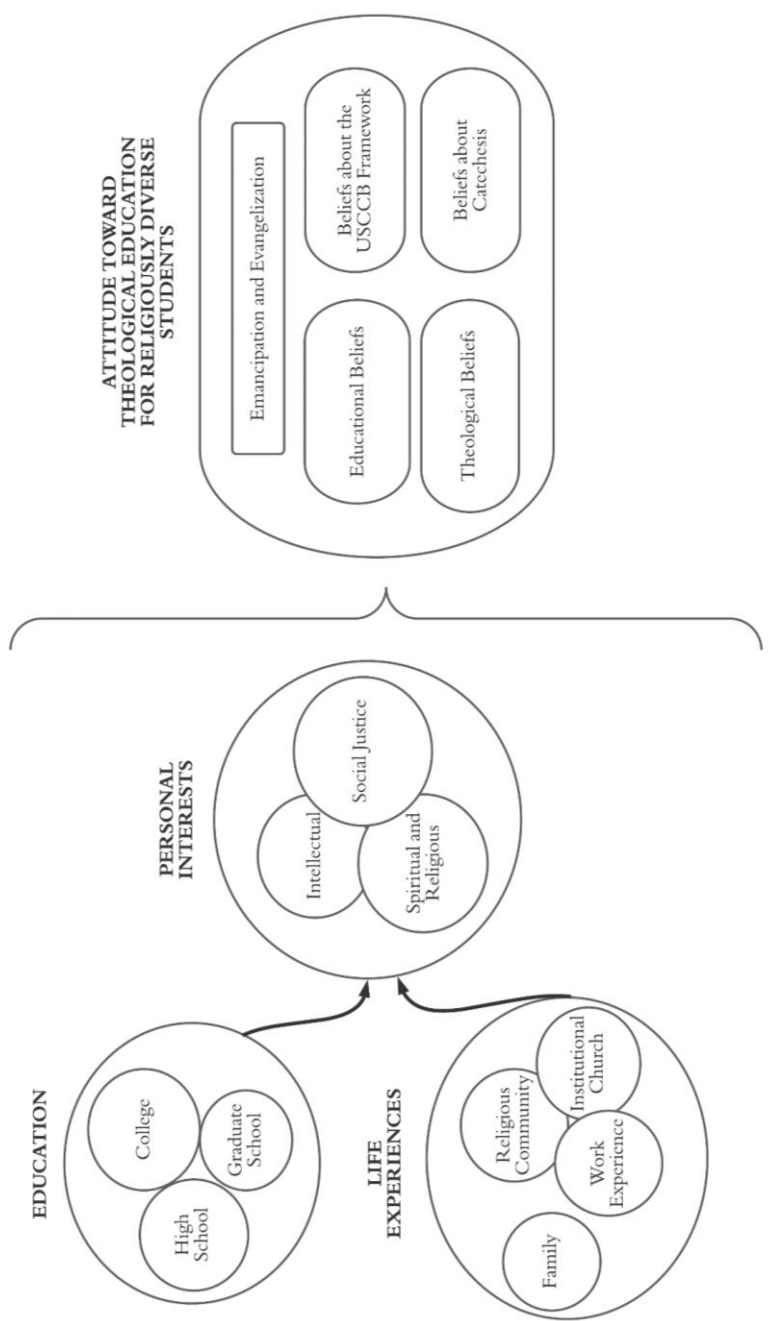 EDUCATION
College
High
School
Graduate
School
LIFE
EXPERIENCES
Religious
Community
Institutional
Church
Family
Work
Experience
PERSONAL
INTERESTS
Intellectual
Social Justice
Spiritual and
Religious
ATTITUDE TOWARD
THEOLOGICAL EDUCATION
FOR RELIGIOUSLY DIVERSE
STUDENTS
Emancipation and Evangelization
Educational Beliefs
Beliefs about the
USCCB Framework
Theological Beliefs
Beliefs about
Catechesis